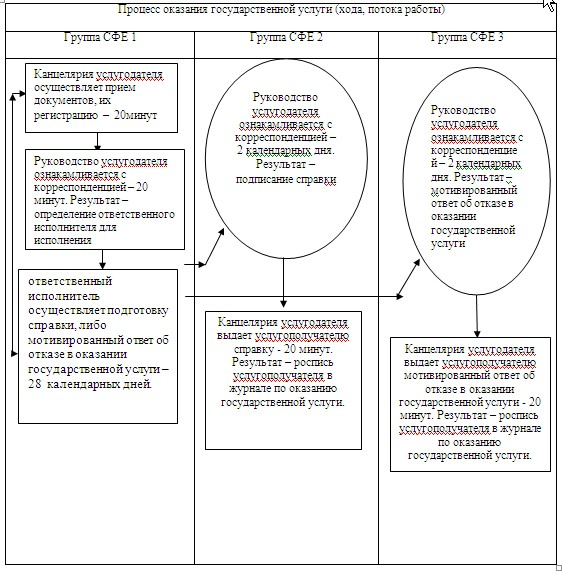 Процесс оказания государственной услуги (хода, потока работы)
Группа СФЕ 1
Группа СФЕ 2
Группа СФЕ 3
Канцелярия услугодателя
осуществляет прием
документов, их
регистрацию – 20минут
Руководство услугодателя
ознакамливается с
корреспонденцией – 20
минут. Результат –
определение ответственного
исполнителя для
исполнения
ответственный
исполнитель
осуществляет подготовку
справки, либо
мотивированный ответ об
отказе в оказании
государственной услуги –
28 календарных дней.
Руководство
услугодателя
ознакамливается с
корреспонденцией –
2 календарных дня.
Результат –
подписание справки
Канцелярия услугодателя
выдает услугополучателю
справку - 20 минут.
Результат – роспись
услугополучателя в
журнале по оказанию
государственной услуги.
Руководство
услугодателя
ознакамливается с
корреспонденцие
й – 2 календарных
дня. Результат –
мотивированный
ответ об отказе в
оказании
государственной
услуги
Канцелярия услугодателя
выдает услугополучателю
мотивированный ответ об
отказе в оказании
государственной услуги - 20
минут. Результат – роспись
услугополучателя в журнале
по оказанию
государственной услуги.